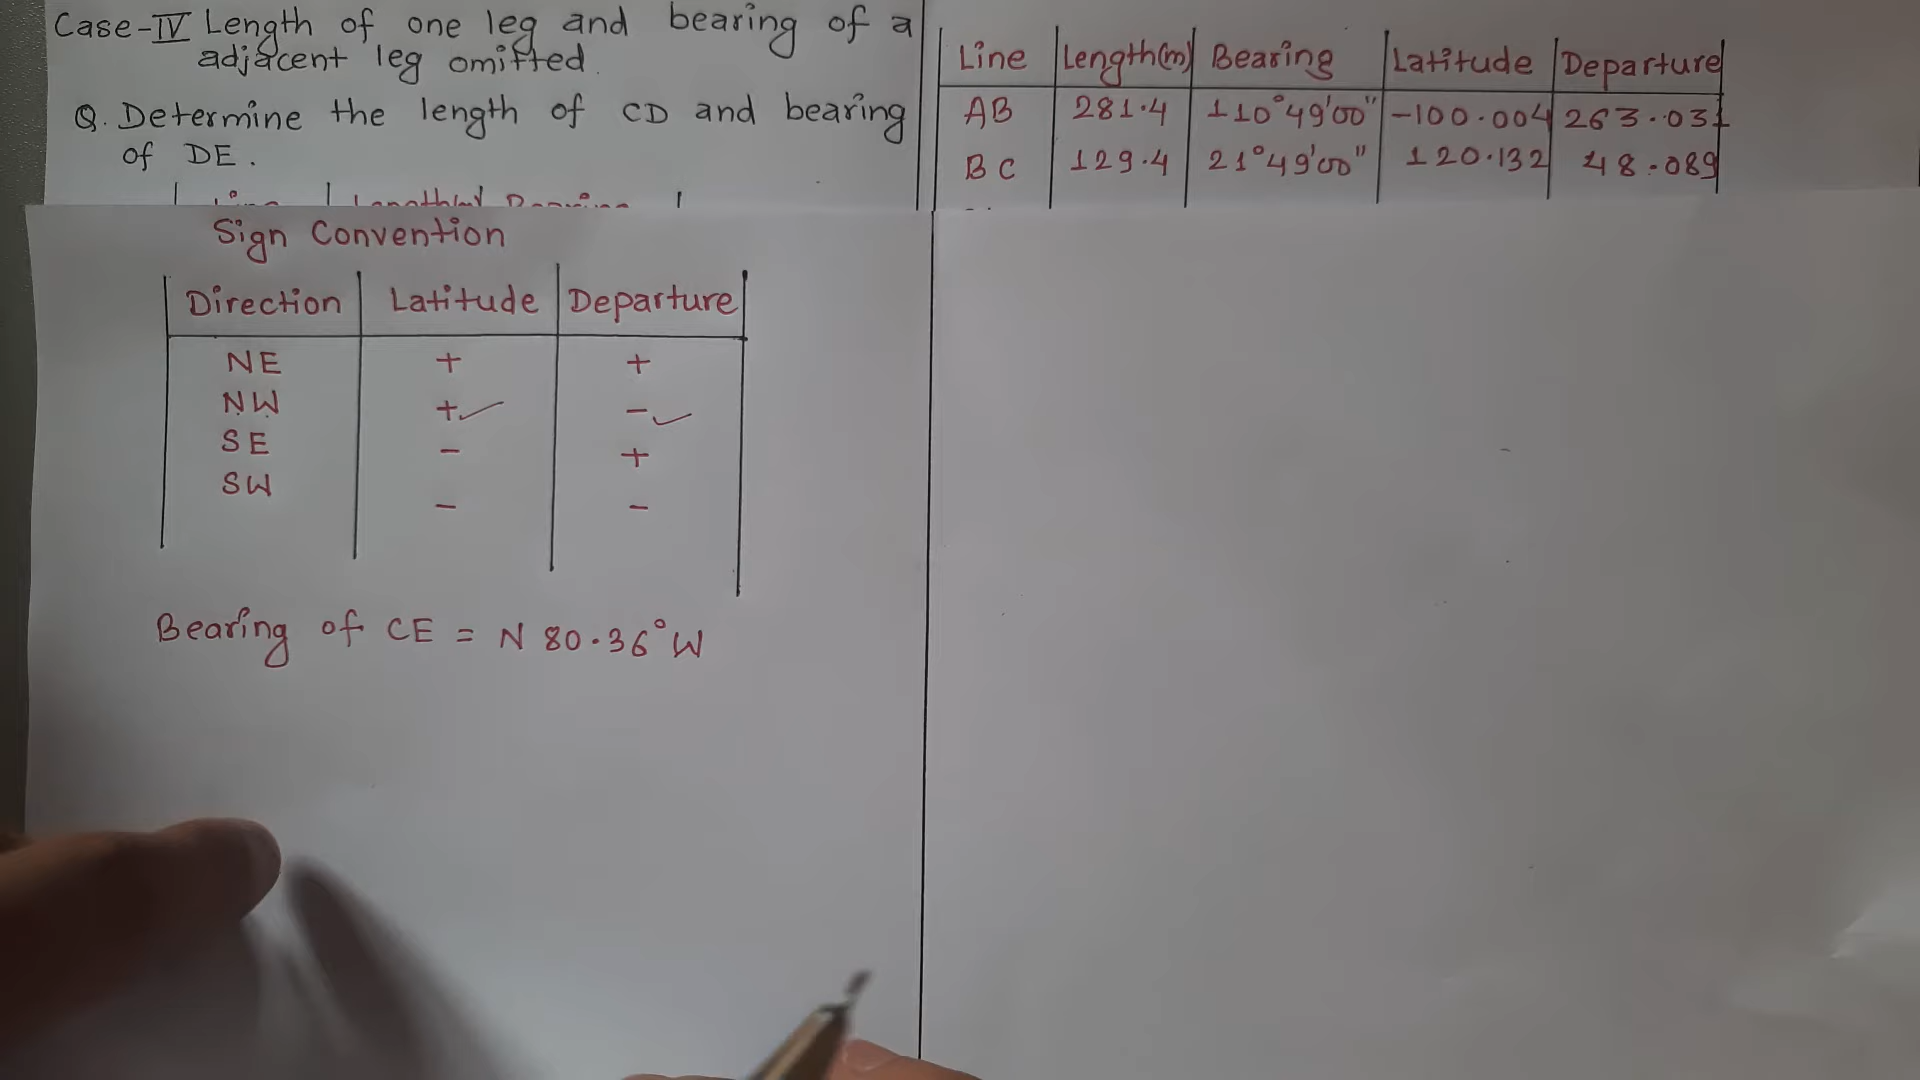 Case-IV Length of one leg and bearing of a
adjacent leg omitted.
Q. Determine the length of CD and bearing
of DE.
Line Length(m) Bearing
Sign Convention
Direction Latitude Departure
NE + +
NW + -
SE - +
SW - -
Bearing of CE = N 80.36° W
Line Length(m) Bearing Latitude Departure
AB 281.4 110°49'00" -100.004 263.031
BC 129.4 21°49'00" 120.132 48.089